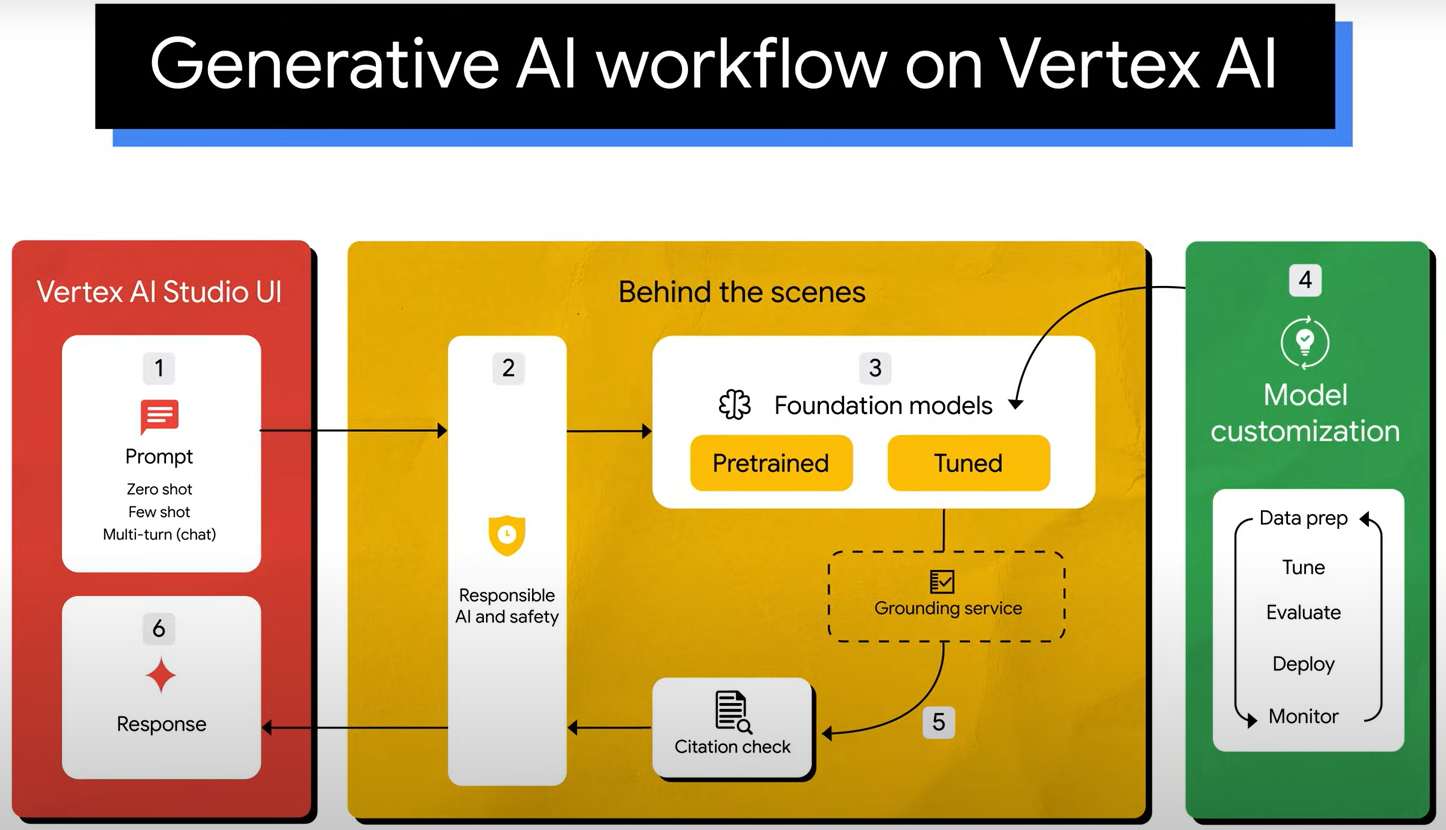 Generative AI workflow on Vertex AI
Vertex AI Studio UI
1
Prompt
Zero shot
Few shot
Multi-turn (chat)
6
Response
Behind the scenes
2
Responsible
AI and safety
3
Foundation models
Pretrained
Tuned
Grounding service
5
Citation check
4
Model
customization
Data prep
Tune
Evaluate
Deploy
Monitor